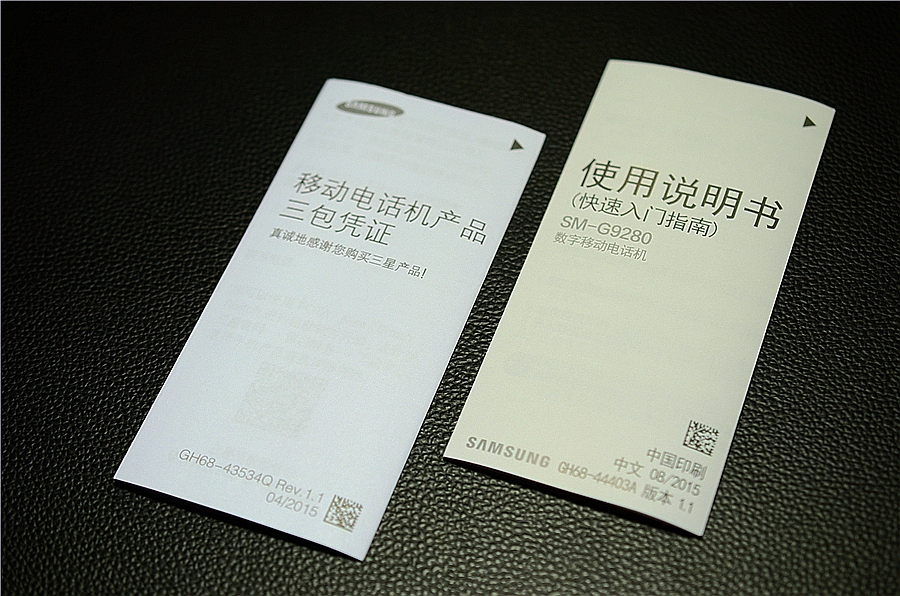 SAMSUNG
移动电话机产品
三包凭证
真诚地感谢您购买三星产品!
GH68-43534Q Rev.1.1
04/2015
使用说明书
(快速入门指南)
SM-G9280
数字移动电话机
SAMSUNG
中国印刷
中文 08/2015
GH68-44403A 版本 1.1